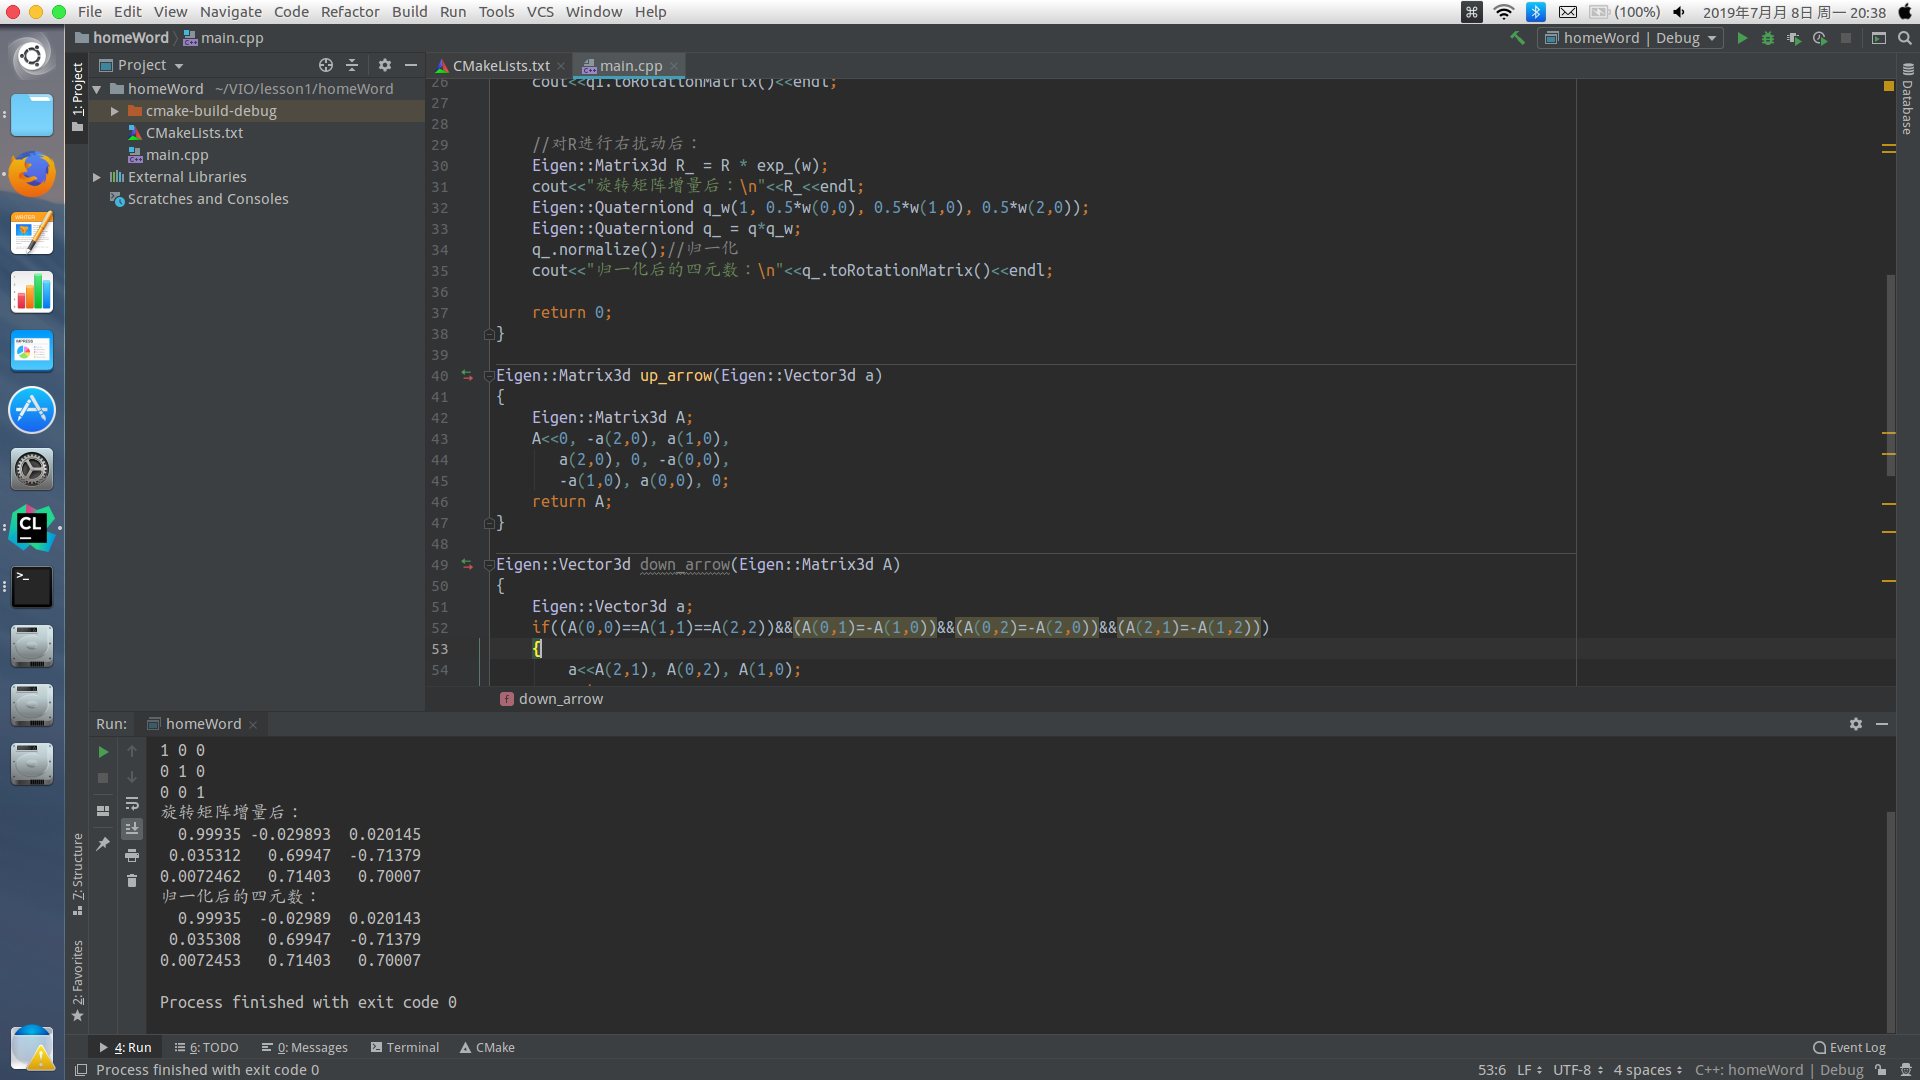 File Edit View Navigate Code Refactor Build Run Tools VCS Window Help
(100%) 2019年7月月 8日 周一 20:38
homeWord main.cpp
homeWord | Debug
Project
CMakeLists.txt main.cpp
1: Project
homeWord ~/VIO/lesson1/homeWord
cmake-build-debug
CMakeLists.txt
main.cpp
External Libraries
Scratches and Consoles
Database
26 cout<<q1.toRotationMatrix()<<endl;
27
28
29 //对R进行右扰动后：
30 Eigen::Matrix3d R_ = R * exp_(w);
31 cout<<"旋转矩阵增量后：\n"<<R_<<endl;
32 Eigen::Quaterniond q_w(1, 0.5*w(0,0), 0.5*w(1,0), 0.5*w(2,0));
33 Eigen::Quaterniond q_ = q*q_w;
34 q_.normalize();//归一化
35 cout<<"归一化后的四元数：\n"<<q_.toRotationMatrix()<<endl;
36
37 return 0;
38 }
39
40 Eigen::Matrix3d up_arrow(Eigen::Vector3d a)
41 {
42 Eigen::Matrix3d A;
43 A<<0, -a(2,0), a(1,0),
44 a(2,0), 0, -a(0,0),
45 -a(1,0), a(0,0), 0;
46 return A;
47 }
48
49 Eigen::Vector3d down_arrow(Eigen::Matrix3d A)
50 {
51 Eigen::Vector3d a;
52 if((A(0,0)==A(1,1)==A(2,2))&&(A(0,1)=-A(1,0))&&(A(0,2)=-A(2,0))&&(A(2,1)=-A(1,2)))
53 {
54 a<<A(2,1), A(0,2), A(1,0);
f down_arrow
Run: homeWord
1 0 0
0 1 0
0 0 1
旋转矩阵增量后：
0.99935 -0.029893 0.020145
0.035312 0.69947 -0.71379
0.0072462 0.71403 0.70007
归一化后的四元数：
0.99935 -0.02989 0.020143
0.035308 0.69947 -0.71379
0.0072453 0.71403 0.70007
Process finished with exit code 0
7: Structure
2: Favorites
4: Run 6: TODO 0: Messages Terminal CMake
Event Log
Process finished with exit code 0
53:6 LF UTF-8 4 spaces C++: homeWord | Debug
WRITER
IMPRESS
CL